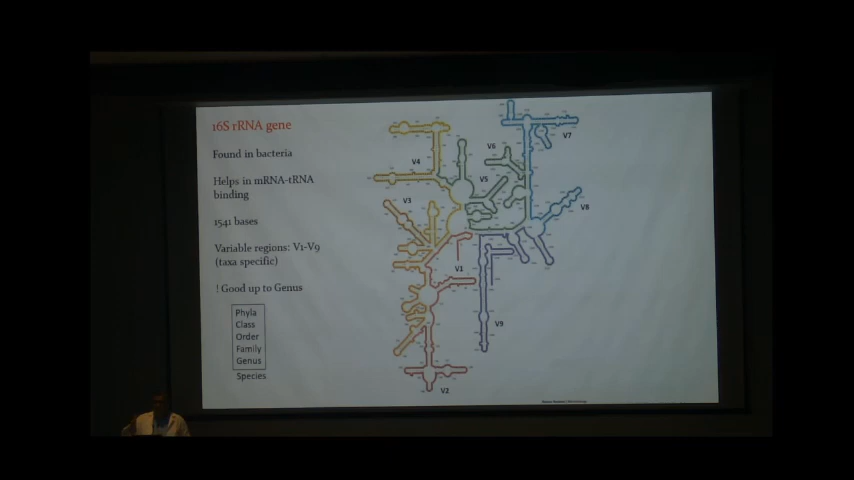 16S rRNA gene
Found in bacteria
Helps in mRNA-tRNA
binding
1541 bases
Variable regions: V1-V9
(taxa specific)
! Good up to Genus
Phyla
Class
Order
Family
Genus
Species
V7
V6
V4
V5
V3
V8
V1
V9
V2